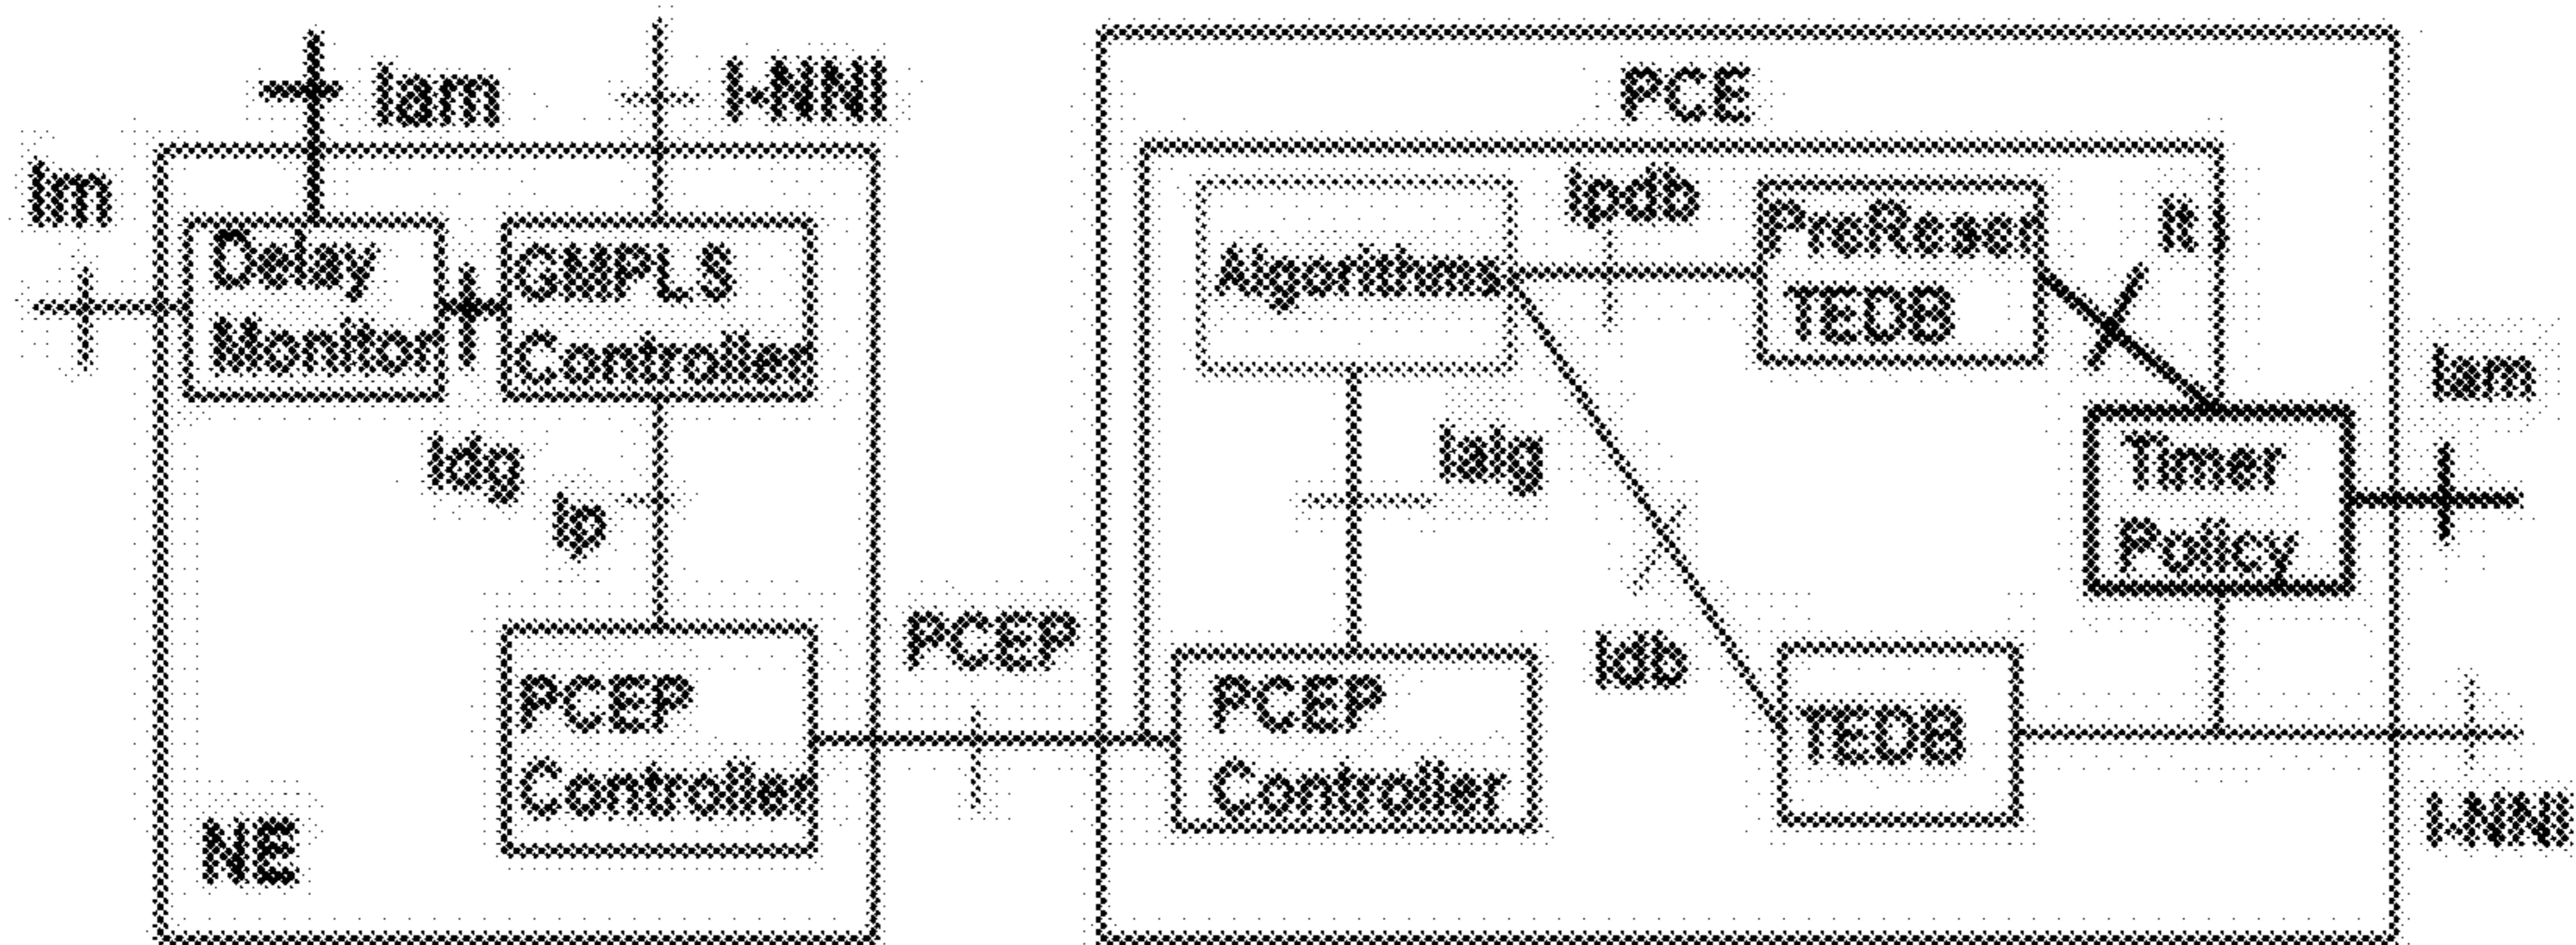 Iam
I-NNI
Im
Delay
Monitor
GMPLS
Controller
Idg
Ip
PCEP
Controller
NE
PCEP
PCE
Algorithms
Ipdb
PreReser
TEDB
It
Ialg
Timer
Policy
Iam
Idb
PCEP
Controller
TEDB
I-NNI